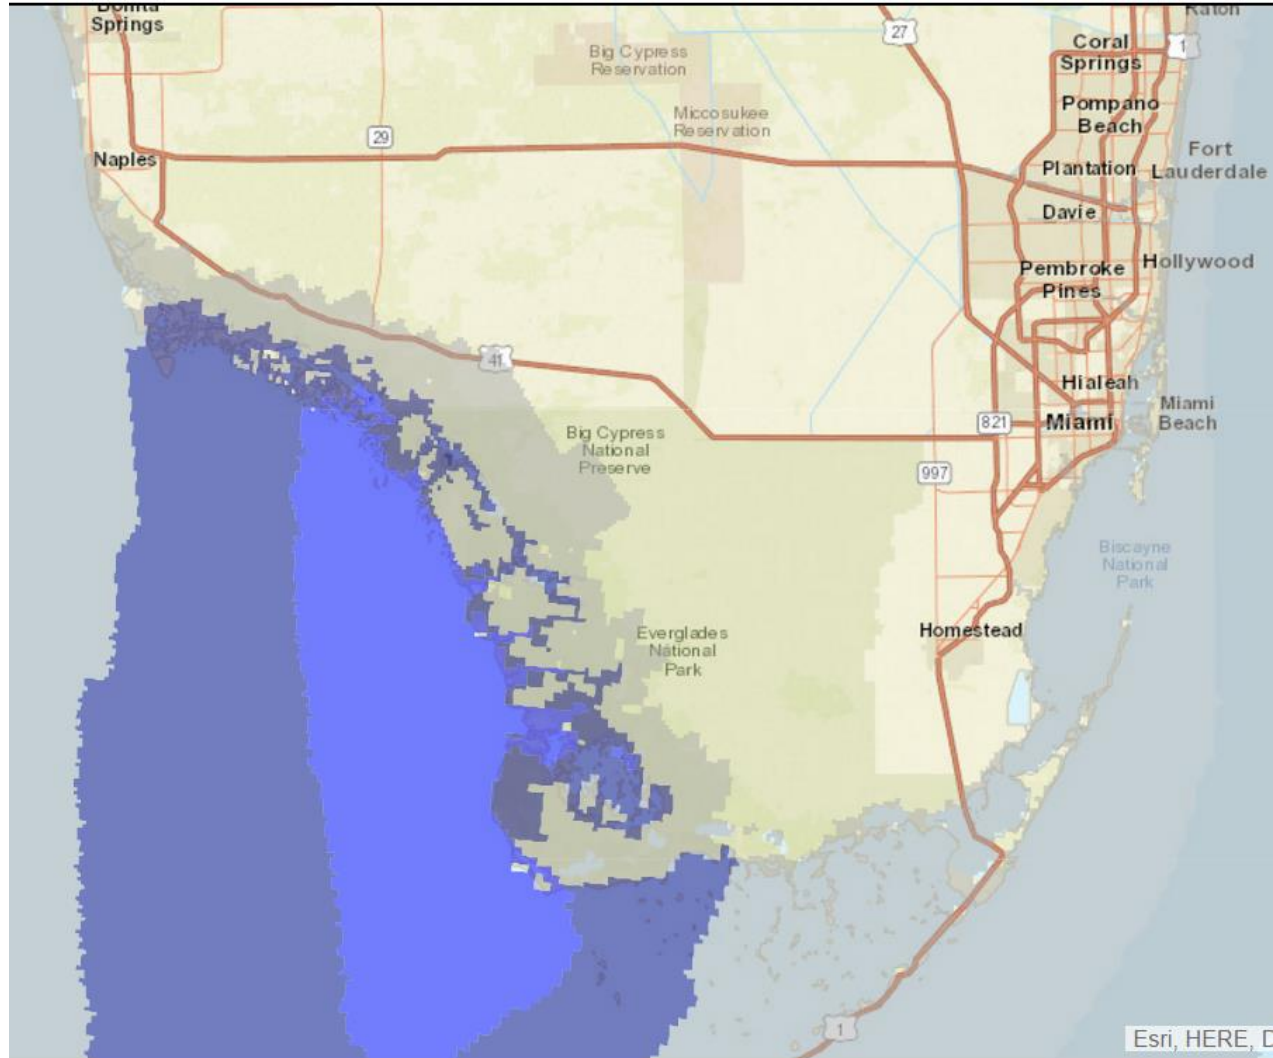 Bonita
Springs
27
Raton
Coral
Springs
1
Big Cypress
Reservation
Pompano
Beach
Miccosukee
Reservation
29
Naples
Fort
Lauderdale
Plantation
Davie
Hollywood
Pembroke
Pines
41
Hialeah
Miami
Beach
821
Miami
Big Cypress
National
Preserve
997
Biscayne
National
Park
Homestead
Everglades
National
Park
1
Esri, HERE, D